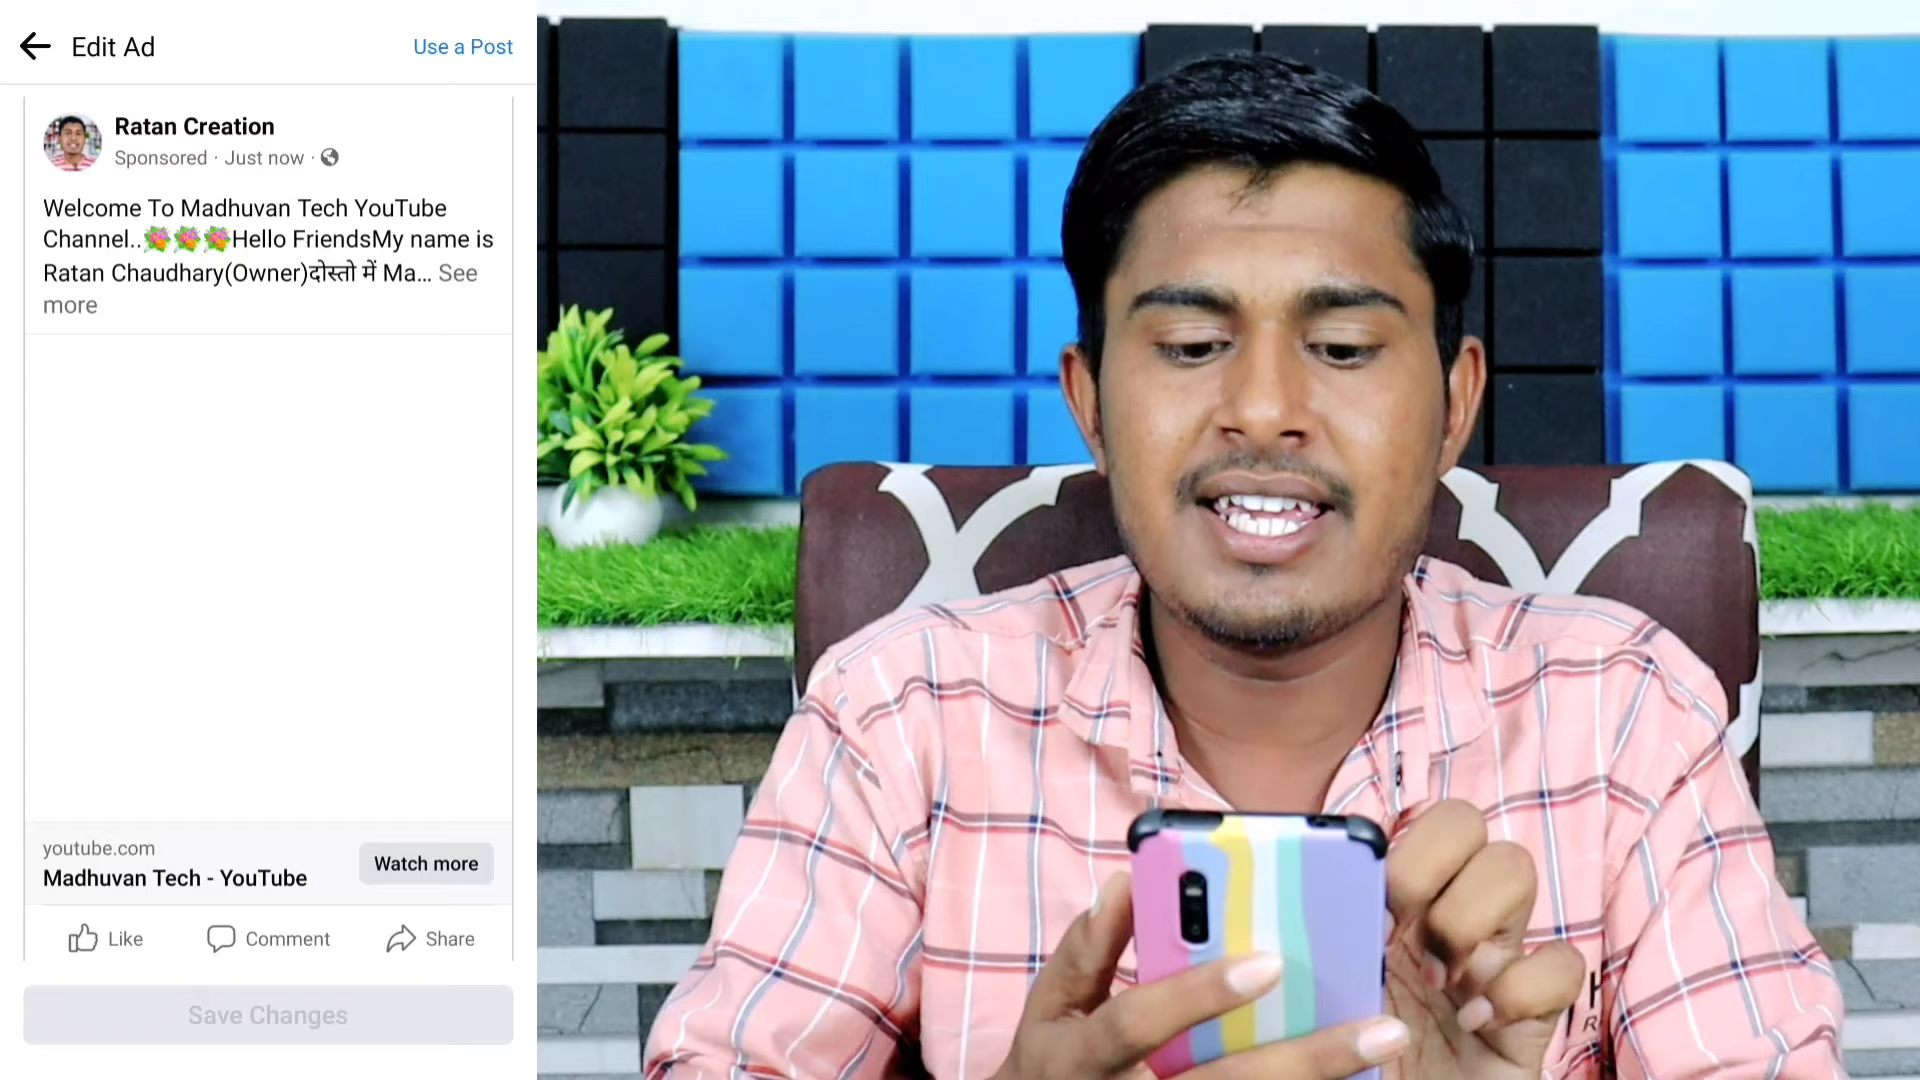 Edit Ad
Use a Post
Ratan Creation
Sponsored · Just now ·
Welcome To Madhuvan Tech YouTube
Channel..💐💐💐Hello FriendsMy name is
Ratan Chaudhary(Owner)दोस्तो में Ma... See
more
youtube.com
Madhuvan Tech - YouTube
Watch more
Like
Comment
Share
Save Changes